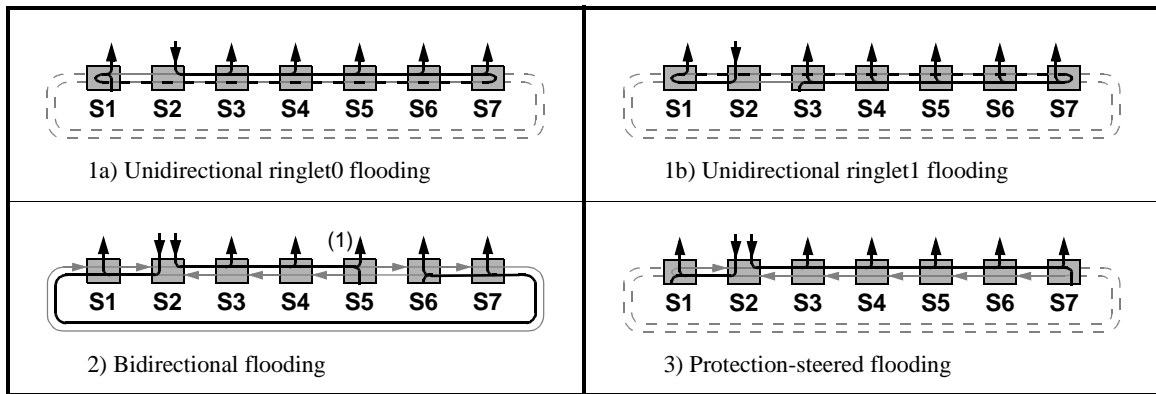 S1 S2 S3 S4 S5 S6 S7
1a) Unidirectional ringlet0 flooding
S1 S2 S3 S4 S5 S6 S7
1b) Unidirectional ringlet1 flooding
(1)
S1 S2 S3 S4 S5 S6 S7
2) Bidirectional flooding
S1 S2 S3 S4 S5 S6 S7
3) Protection-steered flooding